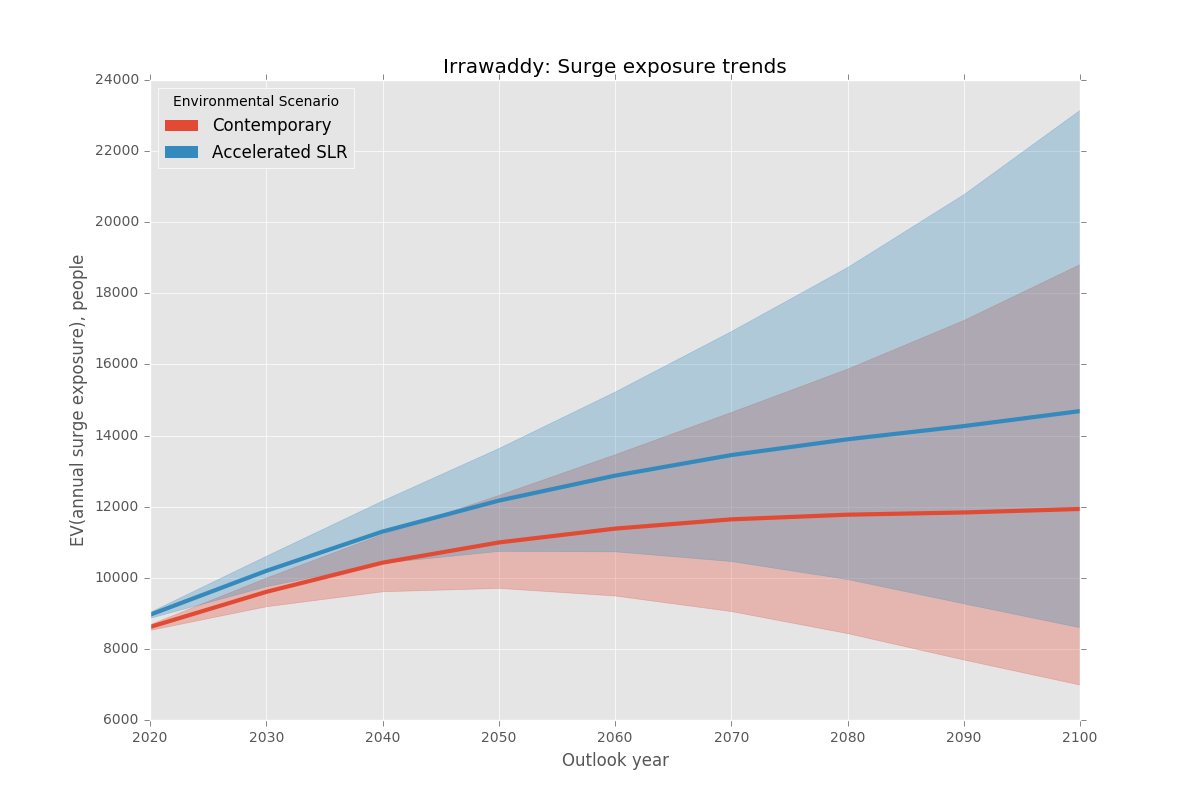 Irrawaddy: Surge exposure trends
Environmental Scenario
Contemporary
Accelerated SLR
EV(annual surge exposure), people
24000
22000
20000
18000
16000
14000
12000
10000
8000
6000
2020 2030 2040 2050 2060 2070 2080 2090 2100
Outlook year